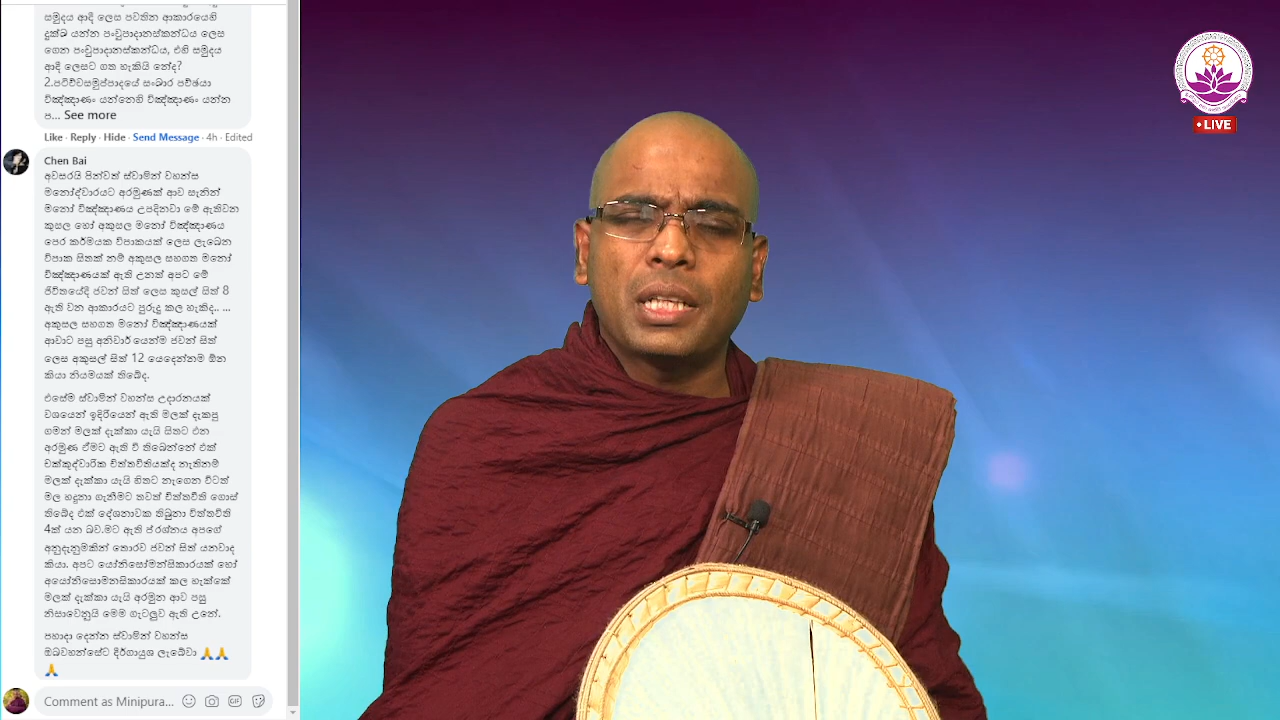 සමුදය ආදී ලෙස පවතින ආකාරයෙහි
දුක්ඛ යන්න පංචුපාදානස්කන්ධය ලෙස
ගෙන පංචුපාදානස්කන්ධය, එහි සමුදය
ආදී ලෙසට ගත හැකියි නේද?
2.පටිච්චසමුප්පාදයේ සංඛාර පච්ඡයා
විඤ්ඤාණං යන්නෙහි විඤ්ඤාණං යන්න
ප... See more
Like · Reply · Hide · Send Message · 4h · Edited
Chen Bai
අවසරයි පින්වත් ස්වාමින් වහන්ස
මනෝද්වාරයට අරමුණක් ආව සැනින්
මනෝ විඤ්ඤාණය උපදිනවා මේ ඇතිවන
කුසල හෝ අකුසල මනෝ විඤ්ඤාණය
පෙර කර්මයක විපාකයක් ලෙස ලැබෙන
විපාක සිතක් නම් අකුසල සහගත මනෝ
විඤ්ඤාණයක් ඇති උනත් අපට මේ
ජිවිතයේදී ජවන් සිත් ලෙස කුසල් සිත් 8
ඇති වන ආකාරයට පුරුදු කල හැකිද.. ...
අකුසල සහගත මනෝ විඤ්ඤාණයක්
ආවාට පසු අනිවාර් යෙන්ම ජවන් සිත්
ලෙස අකුසල් සිත් 12 යෙදෙන්නම ඕන
කියා නියමයක් තිබේද.
එසේම ස්වාමින් වහන්ස උදාරනයක්
වශයෙන් ඉදිරියෙන් ඇති මලක් දැකපු
ගමන් මලක් දැක්කා යැයි සිතට එන
අරමුණ ඒමට ඇති වි තිබෙන්නේ එක්
චක්කුද්වාරික චිත්තවිතියක්ද නැතිනම්
මලක් දැක්කා යැයි හිතට නැගෙන විටත්
මල හදුනා ගැනීමට තවත් චිත්තවිති ගොස්
තිබේද එක් දේශනාවක තිබුනා චිත්තවිති
4ක් යන බව.මට ඇති ප්රශ්නය අපගේ
අනුදැනුමකින් තොරව ජවන් සිත් යනවාද
කියා. අපට යෝනිසෝමන්සිකාරයක් හෝ
අයෝනිසොමනසිකාරයක් කල හැක්කේ
මලක් දැක්කා යැයි අරමුන ආව පසු
නිසාවෙනුයි මෙම ගැටලුව ඇති උනේ.
පහාදා දෙන්න ස්වාමින් වහන්ස
ඔබවහන්සේට දිර්ගායුශ ලැබේවා 🙏🙏
🙏
Comment as Minipura...
GIF
LIVE